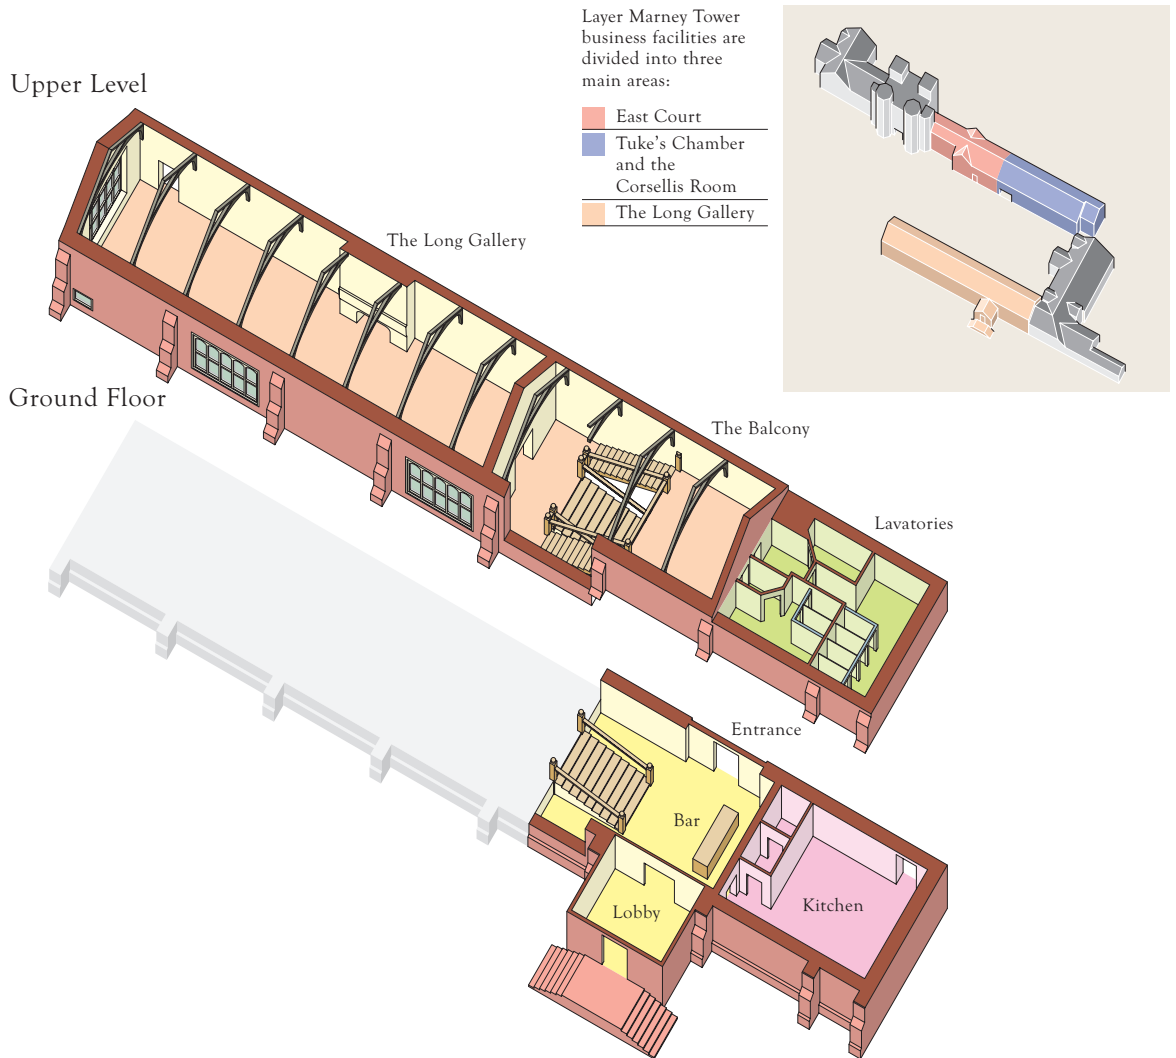 Layer Marney Tower
business facilities are
divided into three
main areas:
East Court
Tuke's Chamber
and the
Corsellis Room
The Long Gallery
Upper Level
The Long Gallery
Ground Floor
The Balcony
Lavatories
Entrance
Bar
Lobby
Kitchen